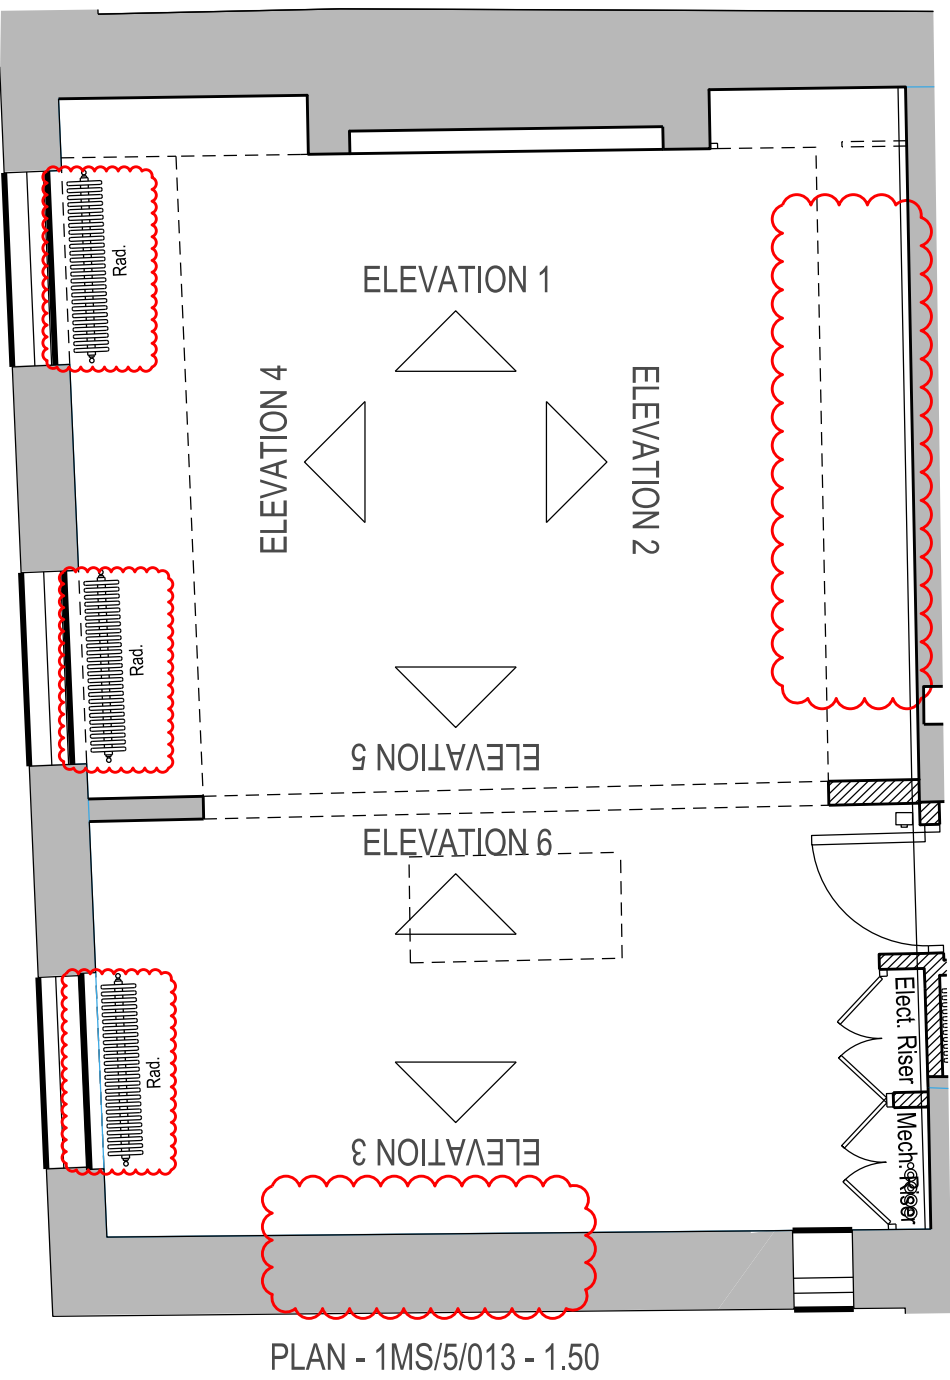 ELEVATION 1
Rad.
ELEVATION 4
ELEVATION 2
Rad.
ELEVATION 5
ELEVATION 6
Elect. Riser
Rad.
Mech. Riser
ELEVATION 3
PLAN - 1MS/5/013 - 1.50